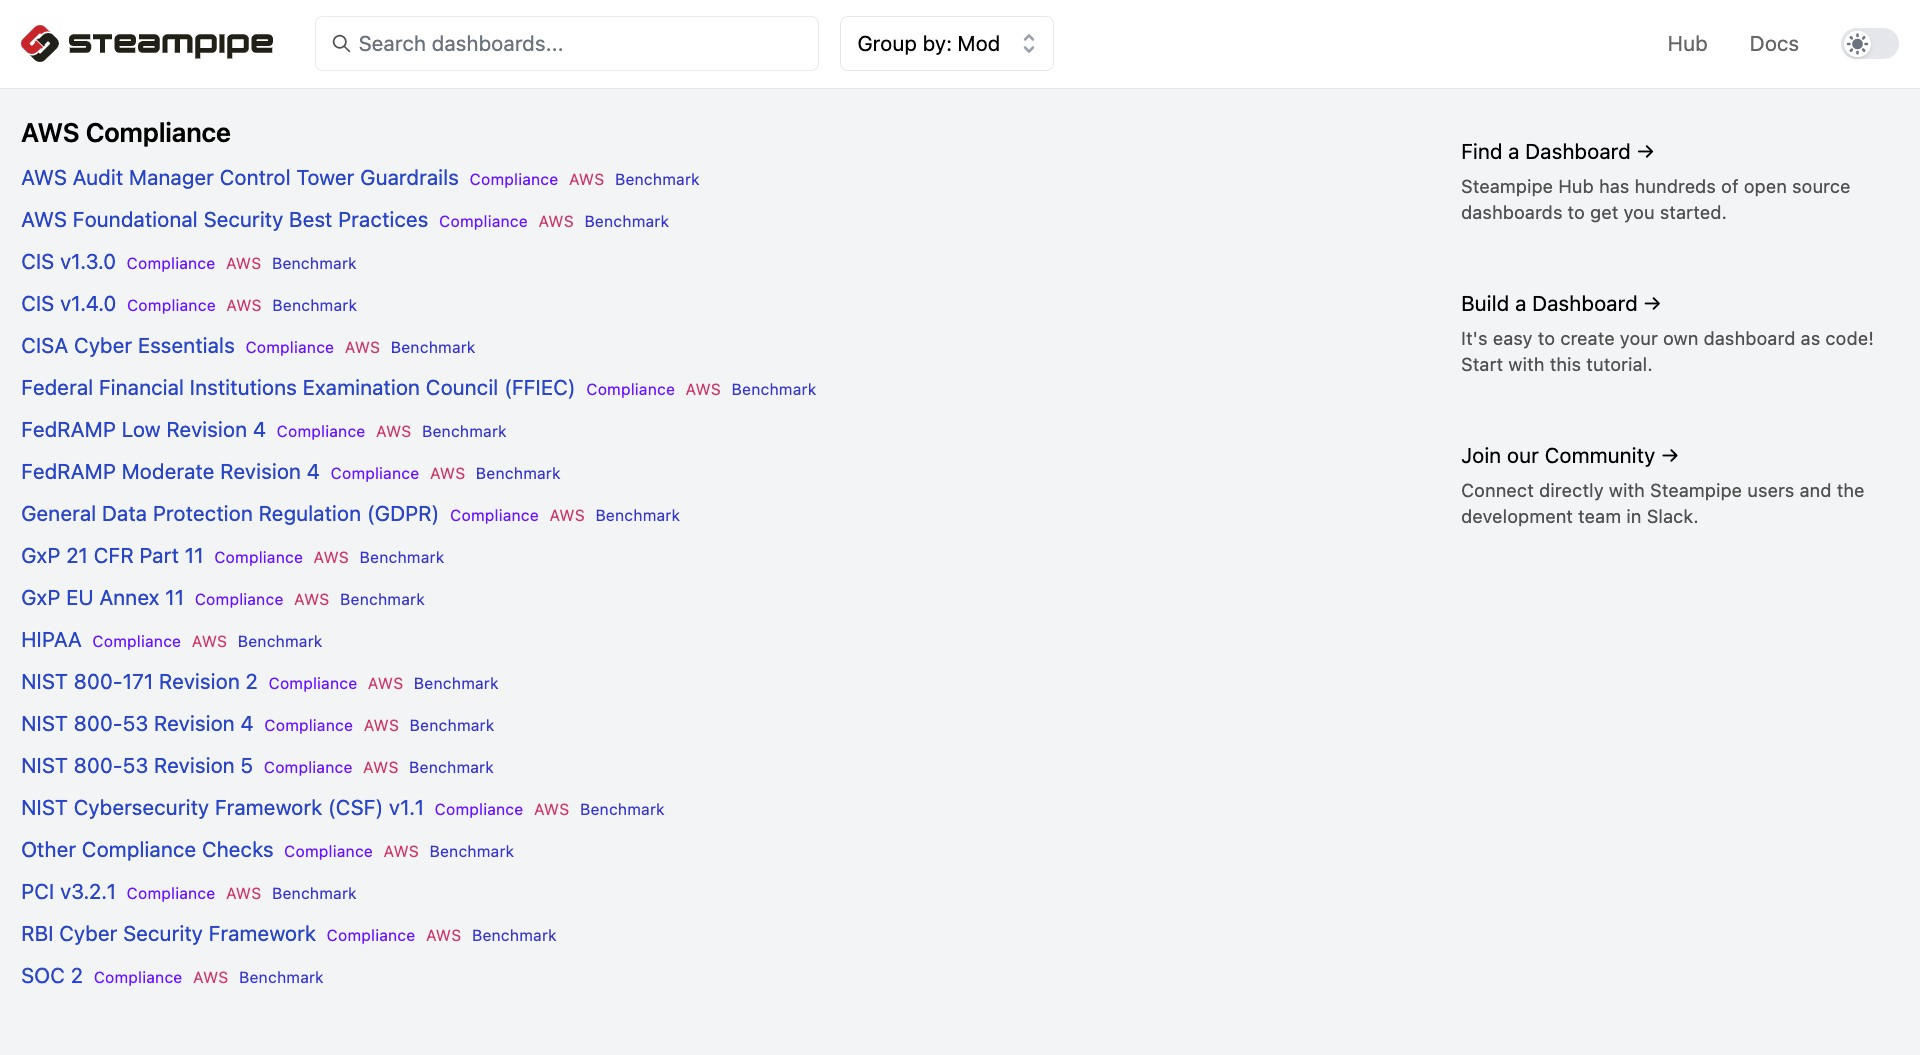 steampipe
Search dashboards...
Group by: Mod
Hub
Docs
AWS Compliance
AWS Audit Manager Control Tower Guardrails Compliance AWS Benchmark
AWS Foundational Security Best Practices Compliance AWS Benchmark
CIS v1.3.0 Compliance AWS Benchmark
CIS v1.4.0 Compliance AWS Benchmark
CISA Cyber Essentials Compliance AWS Benchmark
Federal Financial Institutions Examination Council (FFIEC) Compliance AWS Benchmark
FedRAMP Low Revision 4 Compliance AWS Benchmark
FedRAMP Moderate Revision 4 Compliance AWS Benchmark
General Data Protection Regulation (GDPR) Compliance AWS Benchmark
GxP 21 CFR Part 11 Compliance AWS Benchmark
GxP EU Annex 11 Compliance AWS Benchmark
HIPAA Compliance AWS Benchmark
NIST 800-171 Revision 2 Compliance AWS Benchmark
NIST 800-53 Revision 4 Compliance AWS Benchmark
NIST 800-53 Revision 5 Compliance AWS Benchmark
NIST Cybersecurity Framework (CSF) v1.1 Compliance AWS Benchmark
Other Compliance Checks Compliance AWS Benchmark
PCI v3.2.1 Compliance AWS Benchmark
RBI Cyber Security Framework Compliance AWS Benchmark
SOC 2 Compliance AWS Benchmark
Find a Dashboard →
Steampipe Hub has hundreds of open source
dashboards to get you started.
Build a Dashboard →
It's easy to create your own dashboard as code!
Start with this tutorial.
Join our Community →
Connect directly with Steampipe users and the
development team in Slack.